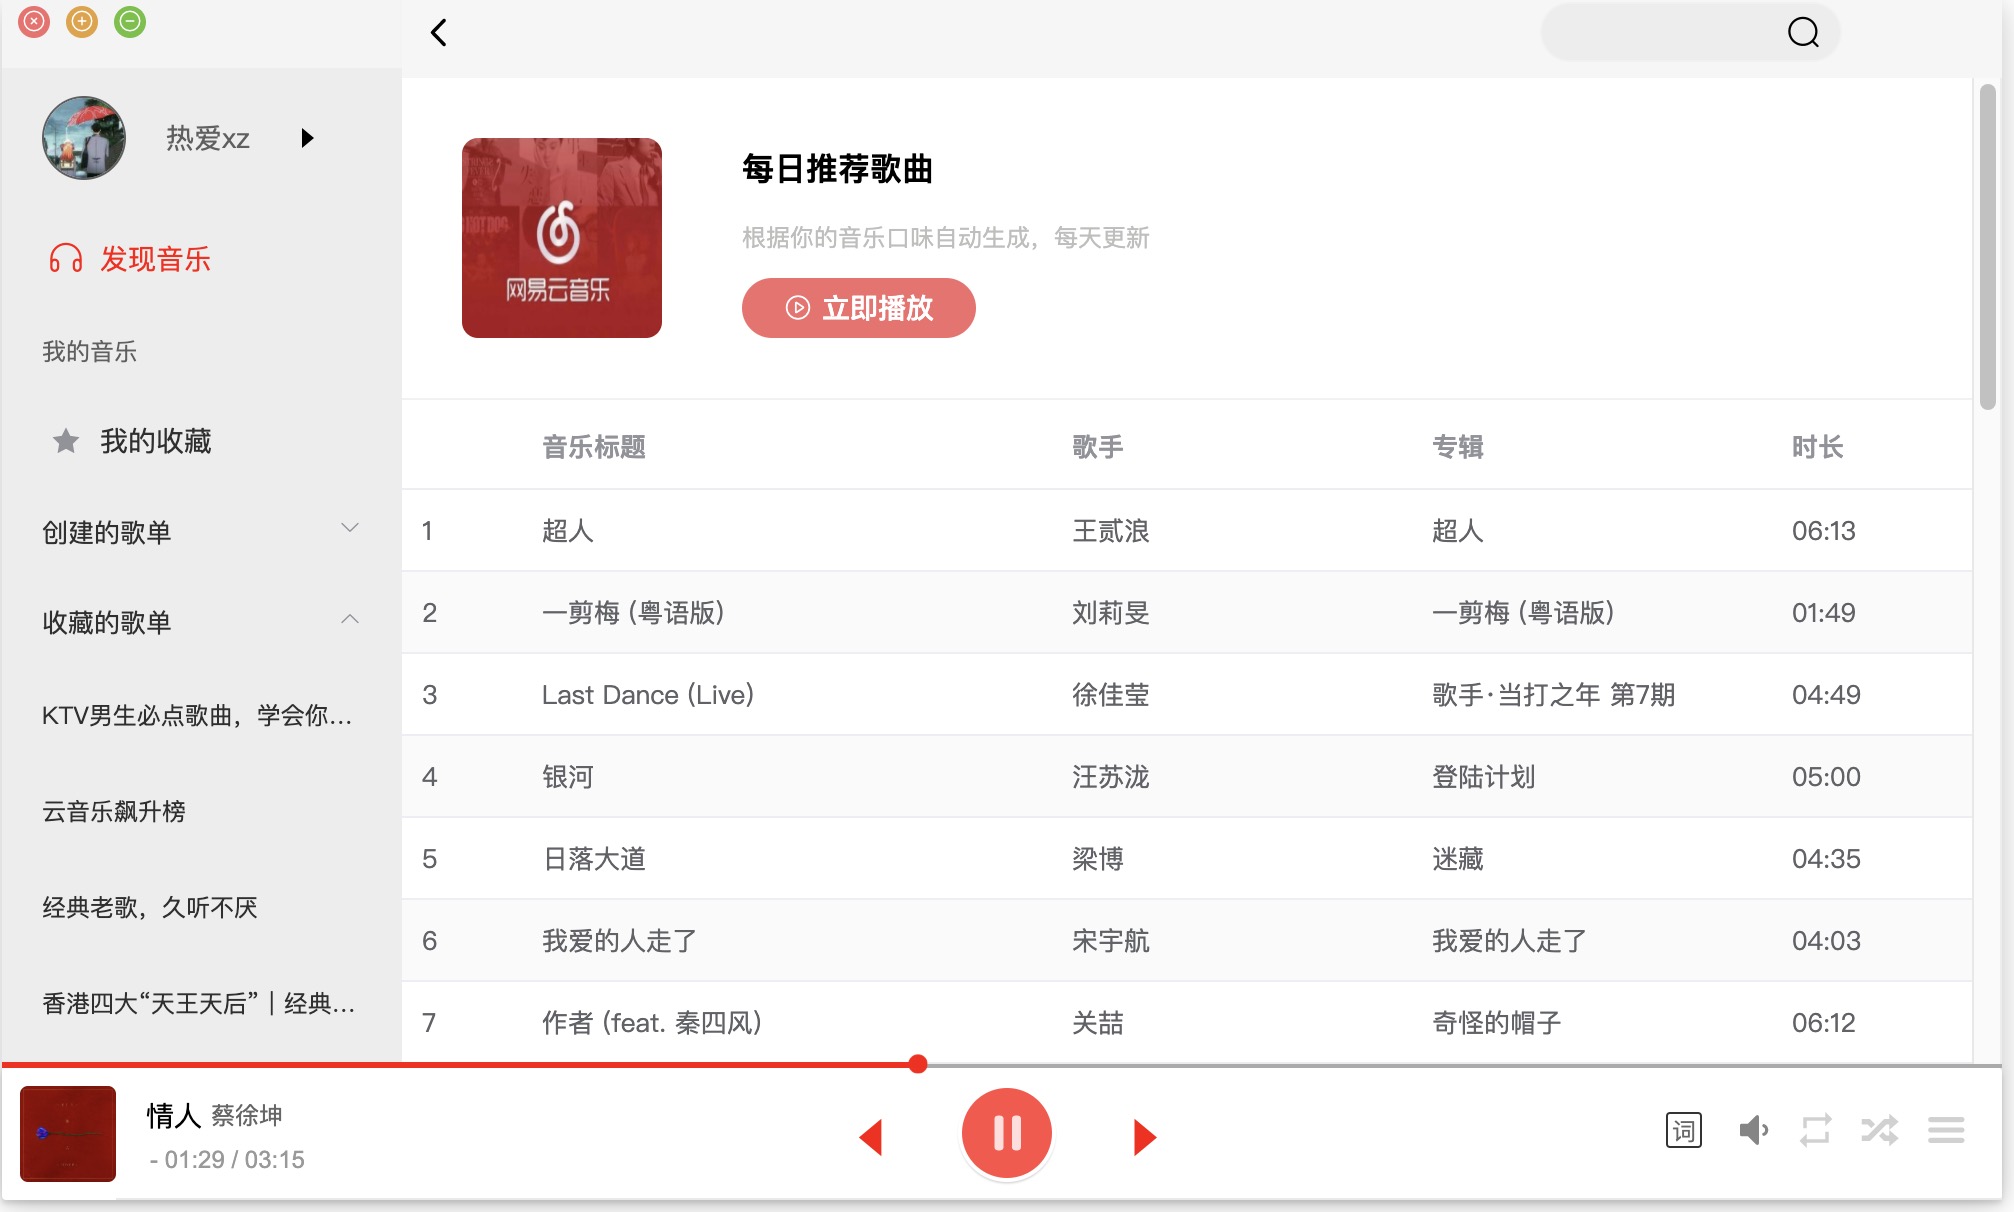 热爱xz
发现音乐
我的音乐
我的收藏
创建的歌单
收藏的歌单
KTV男生必点歌曲，学会你...
云音乐飙升榜
经典老歌，久听不厌
香港四大“天王天后”｜经典...
网易云音乐
每日推荐歌曲
根据你的音乐口味自动生成，每天更新
立即播放
音乐标题 歌手 专辑 时长
1 超人 王贰浪 超人 06:13
2 一剪梅 (粤语版) 刘莉旻 一剪梅 (粤语版) 01:49
3 Last Dance (Live) 徐佳莹 歌手·当打之年 第7期 04:49
4 银河 汪苏泷 登陆计划 05:00
5 日落大道 梁博 迷藏 04:35
6 我爱的人走了 宋宇航 我爱的人走了 04:03
7 作者 (feat. 秦四风) 关喆 奇怪的帽子 06:12
情人 蔡徐坤
- 01:29 / 03:15
词